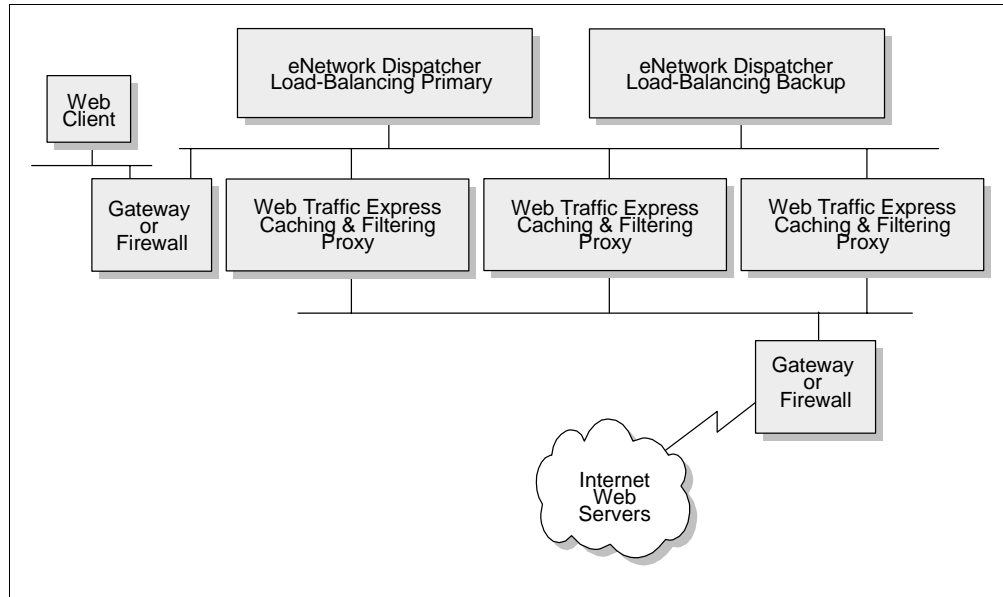 eNetwork Dispatcher
Load-Balancing Primary
eNetwork Dispatcher
Load-Balancing Backup
Web
Client
Gateway
or
Firewall
Web Traffic Express
Caching & Filtering
Proxy
Web Traffic Express
Caching & Filtering
Proxy
Web Traffic Express
Caching & Filtering
Proxy
Gateway
or
Firewall
Internet
Web
Servers